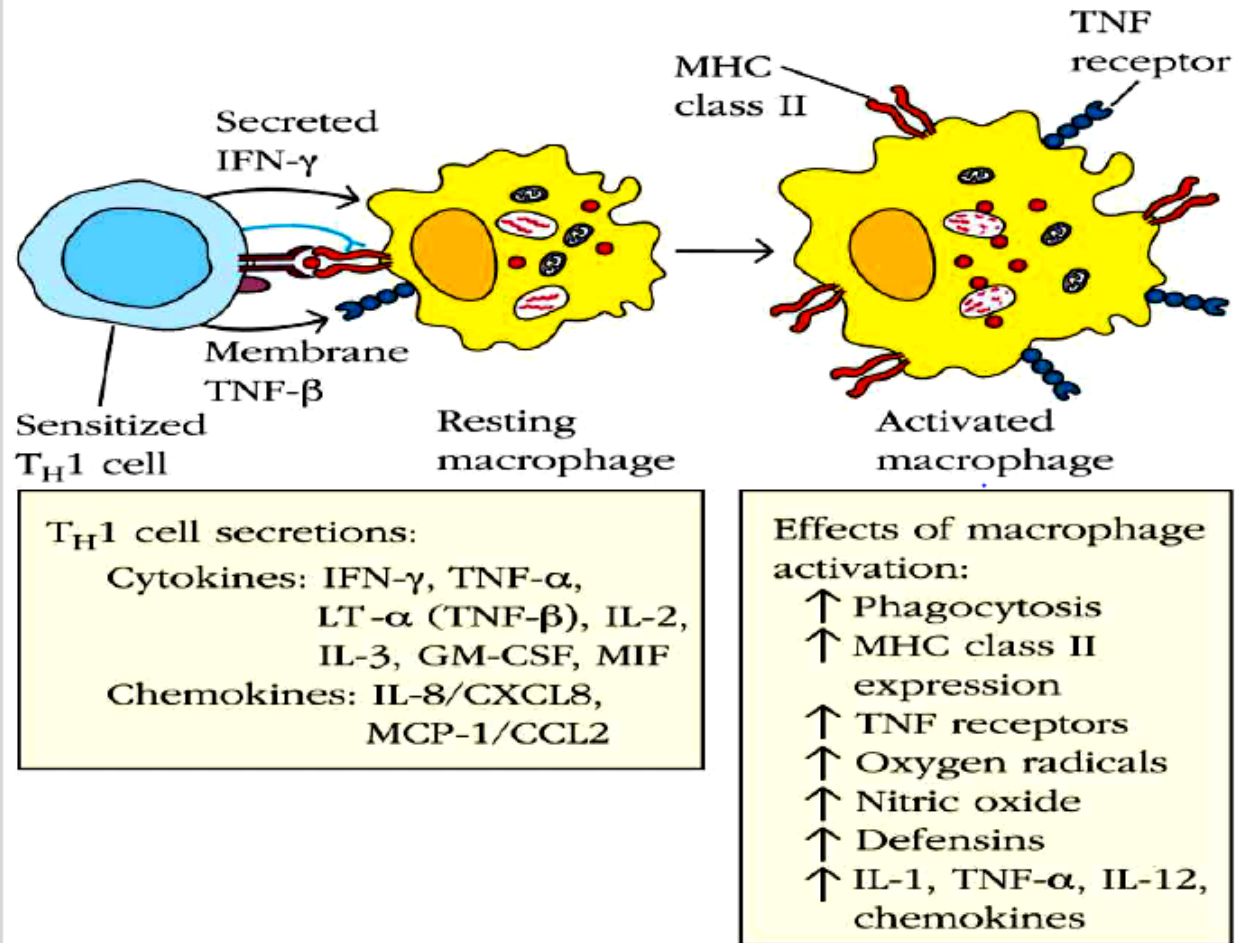 TNF
receptor
MHC
class II
Secreted
IFN-γ
Membrane
TNF-β
Sensitized
T_H1 cell
Resting
macrophage
Activated
macrophage
T_H1 cell secretions:
Cytokines: IFN-γ, TNF-α,
LT-α (TNF-β), IL-2,
IL-3, GM-CSF, MIF
Chemokines: IL-8/CXCL8,
MCP-1/CCL2
Effects of macrophage
activation:
↑ Phagocytosis
↑ MHC class II
expression
↑ TNF receptors
↑ Oxygen radicals
↑ Nitric oxide
↑ Defensins
↑ IL-1, TNF-α, IL-12,
chemokines